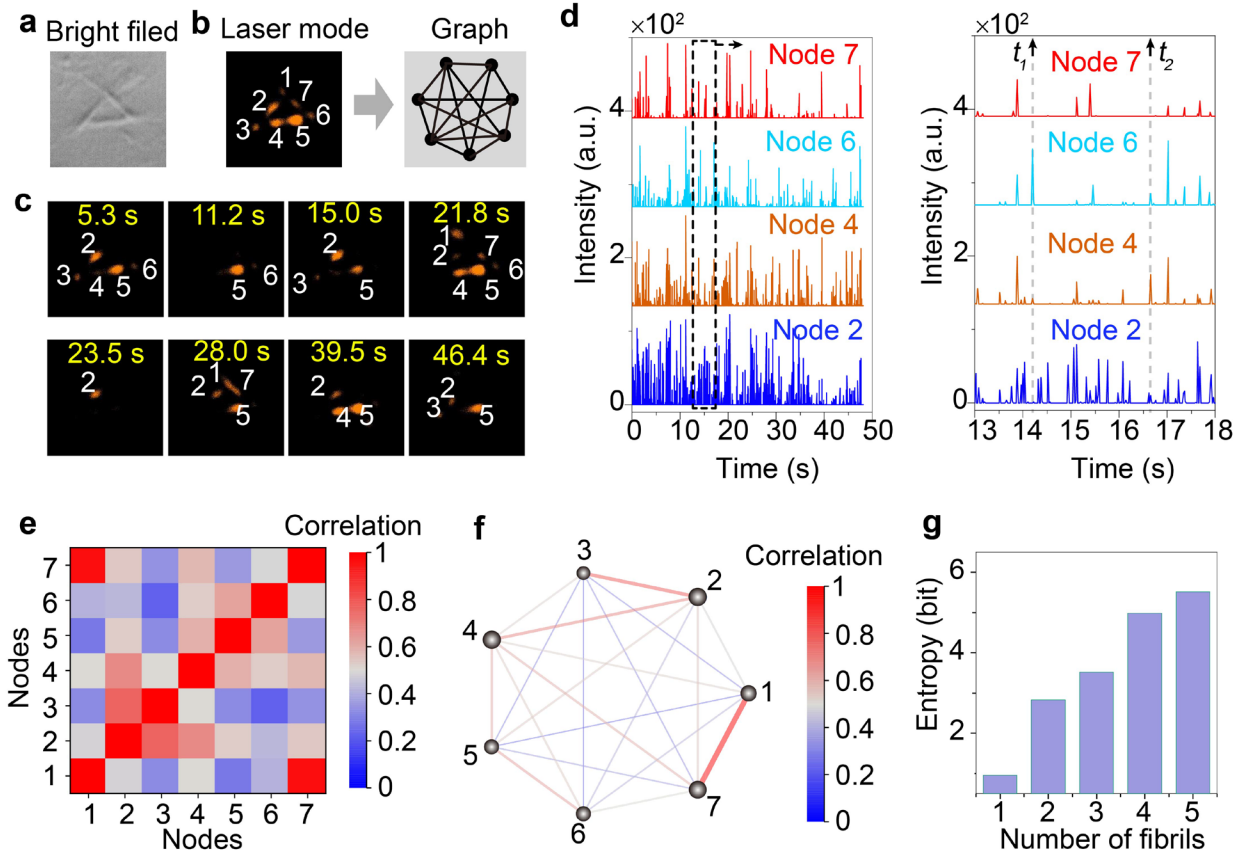 a
Bright filed
b
Laser mode
1
2
7
3
6
4
5
Graph
c
5.3 s
2
3
6
4
5
11.2 s
6
5
15.0 s
2
3
6
4
5
21.8 s
1
2
7
3
6
4
5
23.5 s
2
28.0 s
1
7
2
5
39.5 s
2
4
5
46.4 s
2
3
5
d
×10²
Node 7
Node 6
Node 4
Node 2
Intensity (a.u.)
4
2
0
0 10 20 30 40 50
Time (s)
×10²
t₁
t₂
Node 7
Node 6
Node 4
Node 2
Intensity (a.u.)
4
2
0
13 14 15 16 17 18
Time (s)
e
Correlation
Nodes
7
6
5
4
3
2
1
1 2 3 4 5 6 7
Nodes
1
0.8
0.6
0.4
0.2
0
f
3
2
4
1
5
7
6
Correlation
1
0.8
0.6
0.4
0.2
0
g
Entropy (bit)
6
4
2
1 2 3 4 5
Number of fibrils